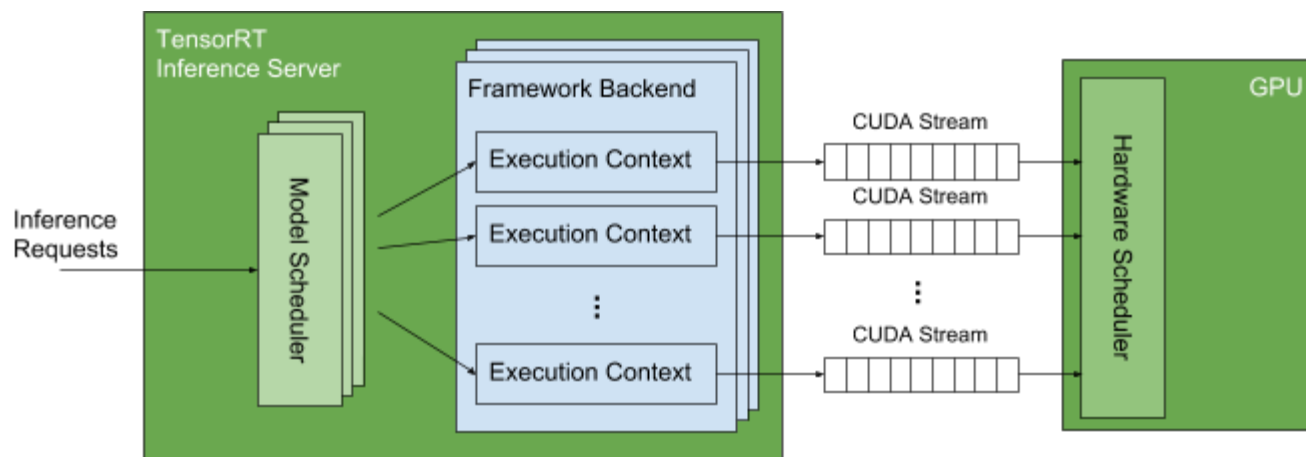 TensorRT
Inference Server
Framework Backend
GPU
CUDA Stream
Execution Context
CUDA Stream
Execution Context
Inference
Requests
Model Scheduler
Hardware Scheduler
...
...
CUDA Stream
Execution Context